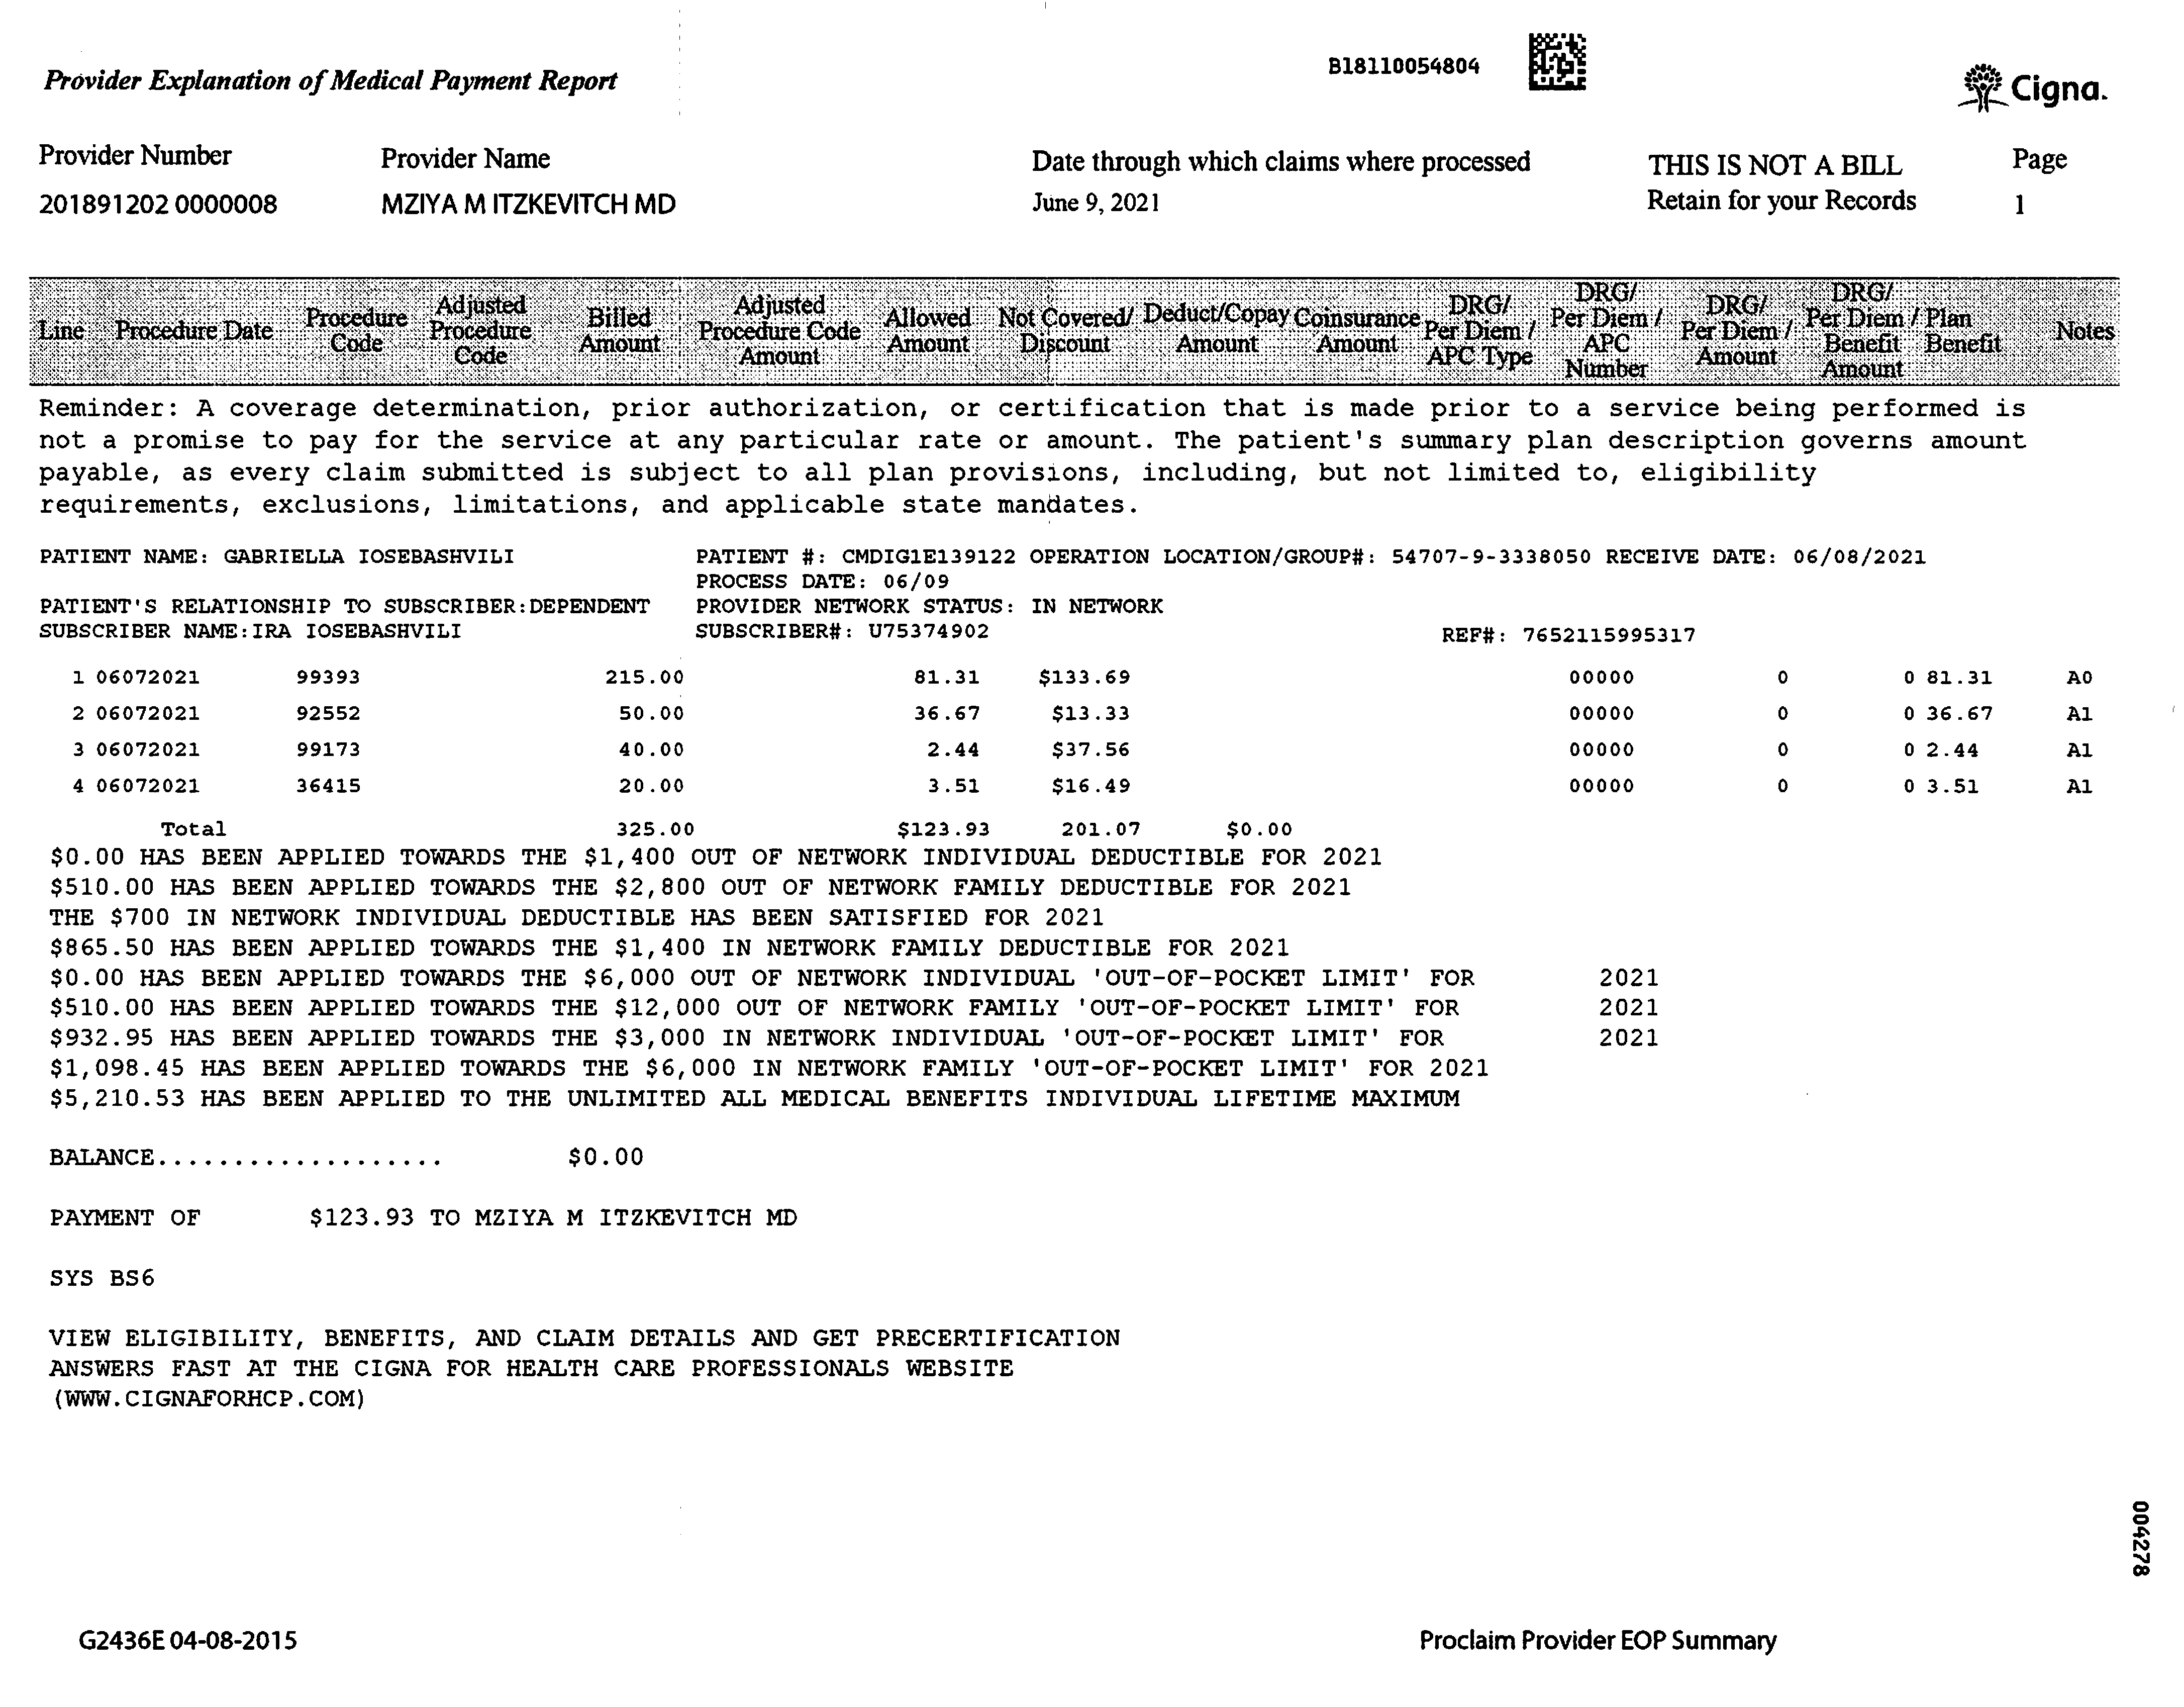 B18110054804
Provider Explanation of Medical Payment Report
Cigna.
Provider Number Provider Name Date through which claims where processed THIS IS NOT A BILL Page
201891202 0000008 MZIYA M ITZKEVITCH MD June 9, 2021 Retain for your Records 1
Line Procedure Date Procedure Code Adjusted Procedure Code Billed Amount Adjusted Procedure Code Amount Allowed Amount Not Covered/ Discount Deduct/Copay Amount Coinsurance Amount DRG/ Per Diem / APC Type DRG/ Per Diem / APC Number DRG/ Per Diem / Amount DRG/ Per Diem / Benefit Amount Plan Benefit Notes
Reminder: A coverage determination, prior authorization, or certification that is made prior to a service being performed is
not a promise to pay for the service at any particular rate or amount. The patient's summary plan description governs amount
payable, as every claim submitted is subject to all plan provisions, including, but not limited to, eligibility
requirements, exclusions, limitations, and applicable state mandates.
PATIENT NAME: GABRIELLA IOSEBASHVILI PATIENT #: CMDIG1E139122 OPERATION LOCATION/GROUP#: 54707-9-3338050 RECEIVE DATE: 06/08/2021
PROCESS DATE: 06/09
PATIENT'S RELATIONSHIP TO SUBSCRIBER:DEPENDENT PROVIDER NETWORK STATUS: IN NETWORK
SUBSCRIBER NAME:IRA IOSEBASHVILI SUBSCRIBER#: U75374902 REF#: 7652115995317
1 06072021 99393 215.00 81.31 $133.69 00000 0 0 81.31 A0
2 06072021 92552 50.00 36.67 $13.33 00000 0 0 36.67 A1
3 06072021 99173 40.00 2.44 $37.56 00000 0 0 2.44 A1
4 06072021 36415 20.00 3.51 $16.49 00000 0 0 3.51 A1
Total 325.00 $123.93 201.07 $0.00
$0.00 HAS BEEN APPLIED TOWARDS THE $1,400 OUT OF NETWORK INDIVIDUAL DEDUCTIBLE FOR 2021
$510.00 HAS BEEN APPLIED TOWARDS THE $2,800 OUT OF NETWORK FAMILY DEDUCTIBLE FOR 2021
THE $700 IN NETWORK INDIVIDUAL DEDUCTIBLE HAS BEEN SATISFIED FOR 2021
$865.50 HAS BEEN APPLIED TOWARDS THE $1,400 IN NETWORK FAMILY DEDUCTIBLE FOR 2021
$0.00 HAS BEEN APPLIED TOWARDS THE $6,000 OUT OF NETWORK INDIVIDUAL 'OUT-OF-POCKET LIMIT' FOR 2021
$510.00 HAS BEEN APPLIED TOWARDS THE $12,000 OUT OF NETWORK FAMILY 'OUT-OF-POCKET LIMIT' FOR 2021
$932.95 HAS BEEN APPLIED TOWARDS THE $3,000 IN NETWORK INDIVIDUAL 'OUT-OF-POCKET LIMIT' FOR 2021
$1,098.45 HAS BEEN APPLIED TOWARDS THE $6,000 IN NETWORK FAMILY 'OUT-OF-POCKET LIMIT' FOR 2021
$5,210.53 HAS BEEN APPLIED TO THE UNLIMITED ALL MEDICAL BENEFITS INDIVIDUAL LIFETIME MAXIMUM
BALANCE................... $0.00
PAYMENT OF $123.93 TO MZIYA M ITZKEVITCH MD
SYS BS6
VIEW ELIGIBILITY, BENEFITS, AND CLAIM DETAILS AND GET PRECERTIFICATION
ANSWERS FAST AT THE CIGNA FOR HEALTH CARE PROFESSIONALS WEBSITE
(WWW.CIGNAFORHCP.COM)
004278
G2436E 04-08-2015 Proclaim Provider EOP Summary